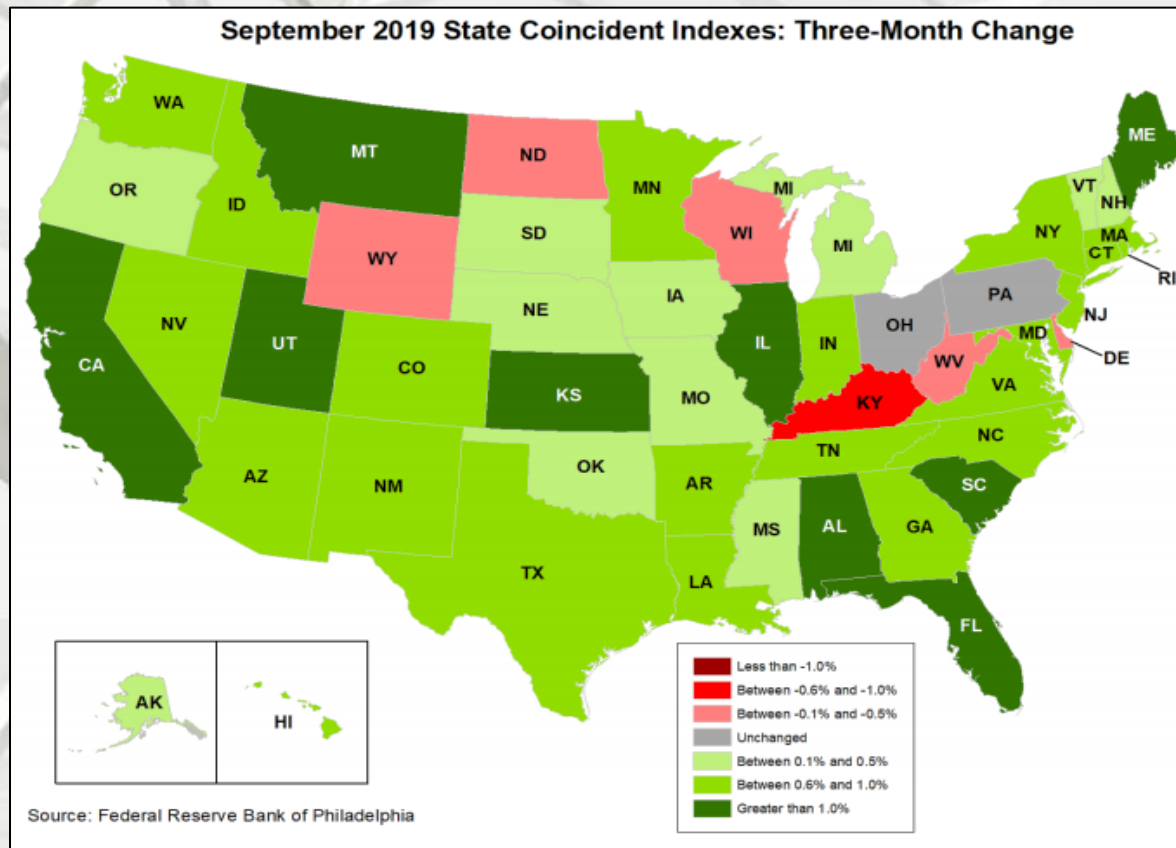 September 2019 State Coincident Indexes: Three-Month Change
WA
MT
ND
MN
ME
OR
ID
SD
WI
MI
MI
VT
NH
NY
MA
CT
RI
WY
IA
NE
PA
NJ
NV
UT
CO
IL
IN
OH
MD
DE
WV
VA
CA
KS
MO
KY
AZ
NM
OK
AR
TN
NC
SC
MS
AL
GA
TX
LA
FL
AK
HI
Less than -1.0%
Between -0.6% and -1.0%
Between -0.1% and -0.5%
Unchanged
Between 0.1% and 0.5%
Between 0.6% and 1.0%
Greater than 1.0%
Source: Federal Reserve Bank of Philadelphia